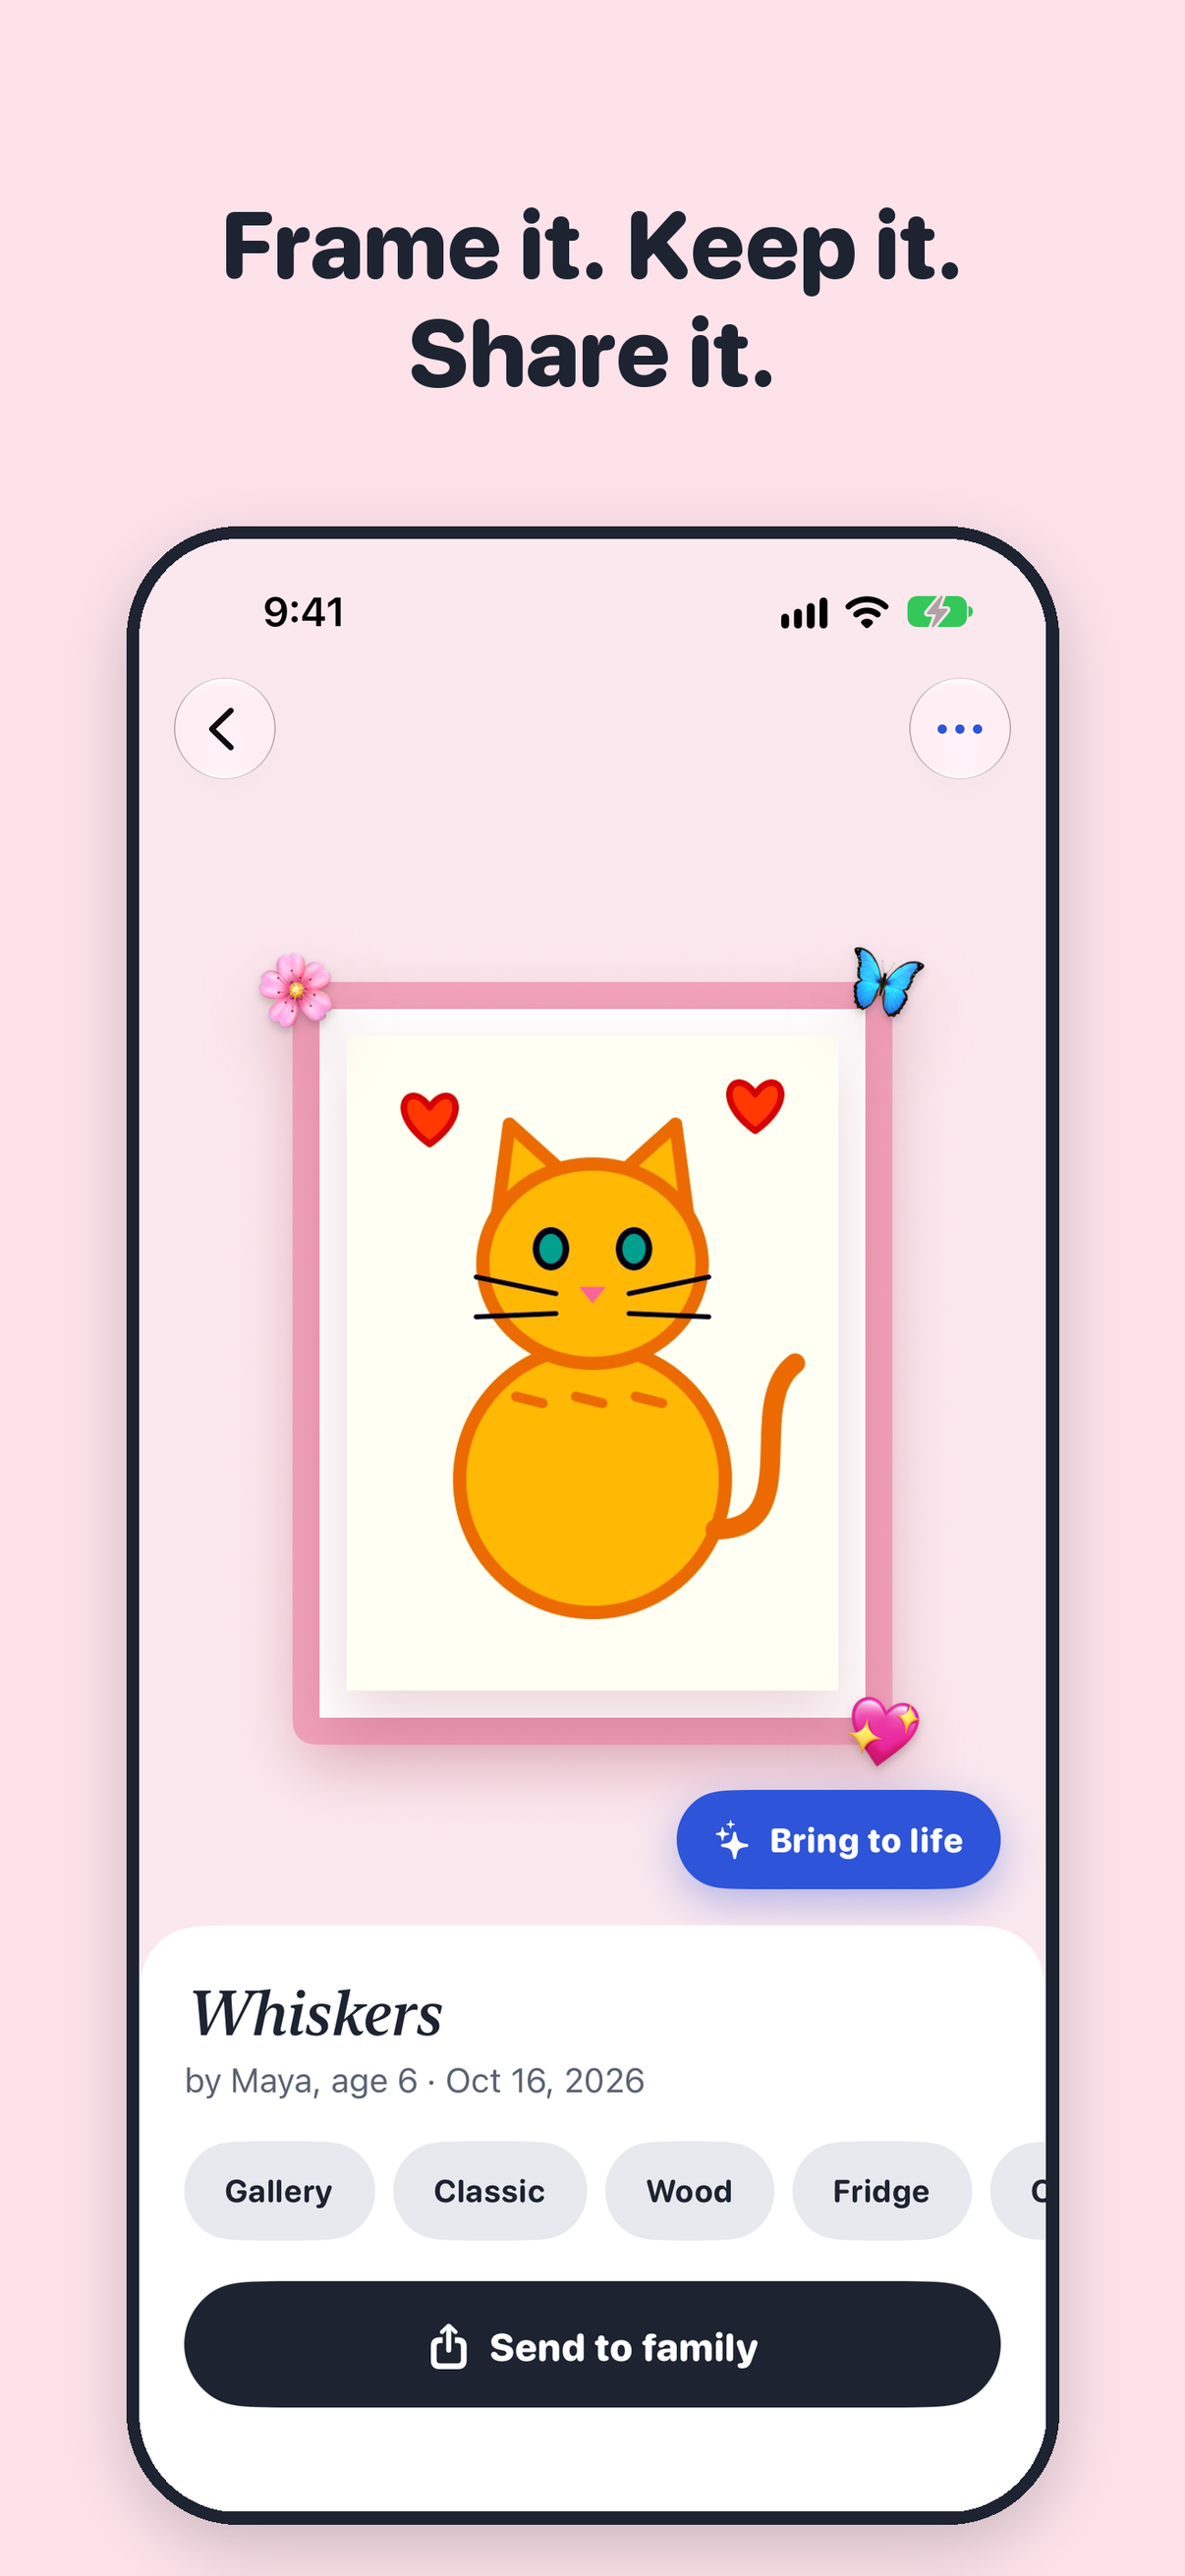 Frame it. Keep it.
Share it.
9:41
Whiskers
Bring to life
by Maya, age 6 · Oct 16, 2026
Gallery Classic Wood Fridge
Send to family